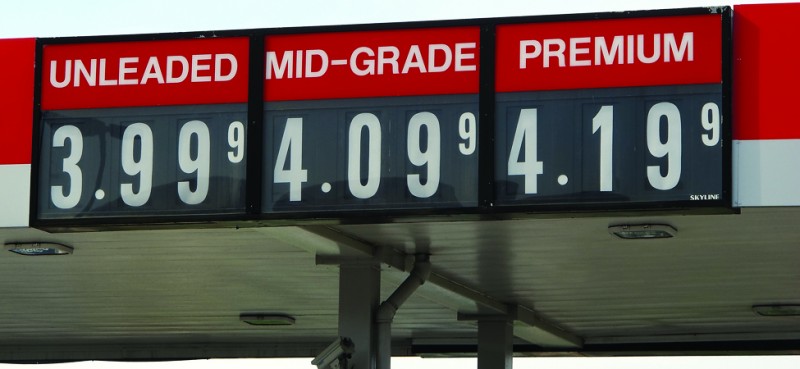 UNLEADED MID-GRADE PREMIUM
3.99 9 4.09 9 4.19 9
SKYLINE